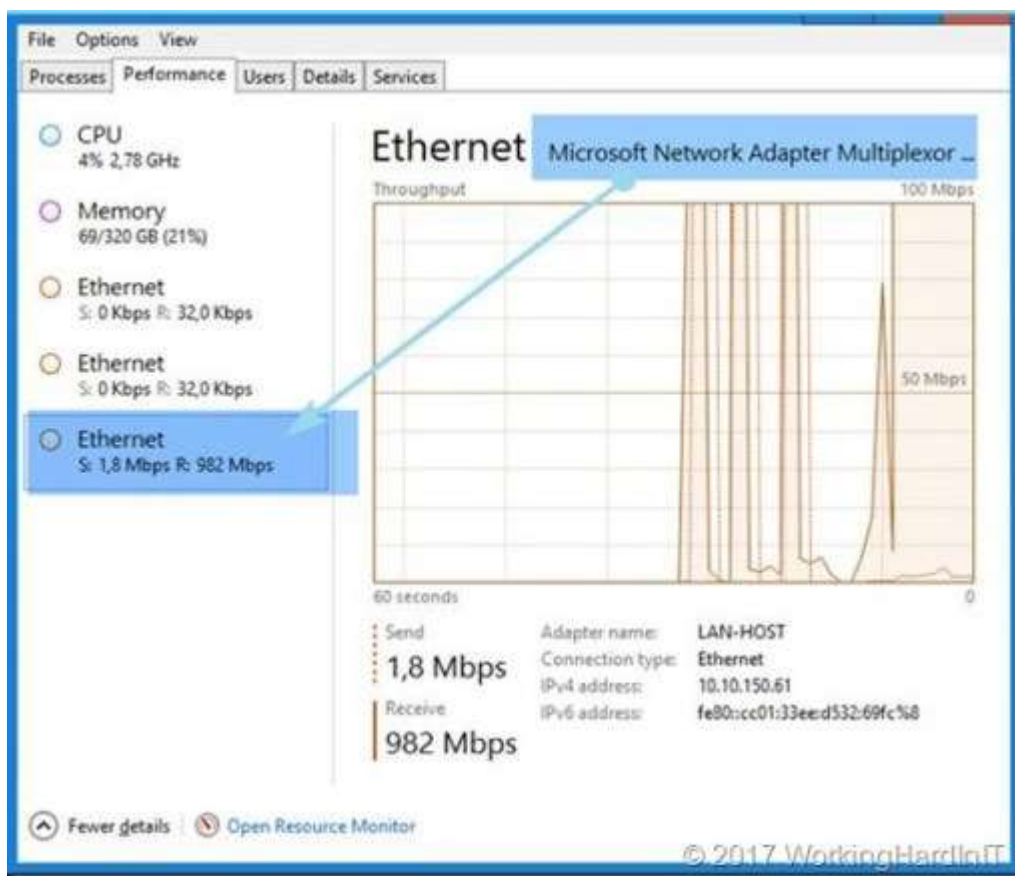 File Options View
Processes Performance Users Details Services
CPU
4% 2,78 GHz
Memory
69/320 GB (21%)
Ethernet
S: 0 Kbps R: 32,0 Kbps
Ethernet
S: 0 Kbps R: 32,0 Kbps
Ethernet
S: 1,8 Mbps R: 982 Mbps
Ethernet Microsoft Network Adapter Multiplexor ...
Throughput 100 Mbps
50 Mbps
60 seconds 0
Send
1,8 Mbps
Receive
982 Mbps
Adapter name: LAN-HOST
Connection type: Ethernet
IPv4 address: 10.10.150.61
IPv6 address: fe80::cc01:33ee:d532:69fc%8
Fewer details Open Resource Monitor
© 2017 WorkingHardInIT